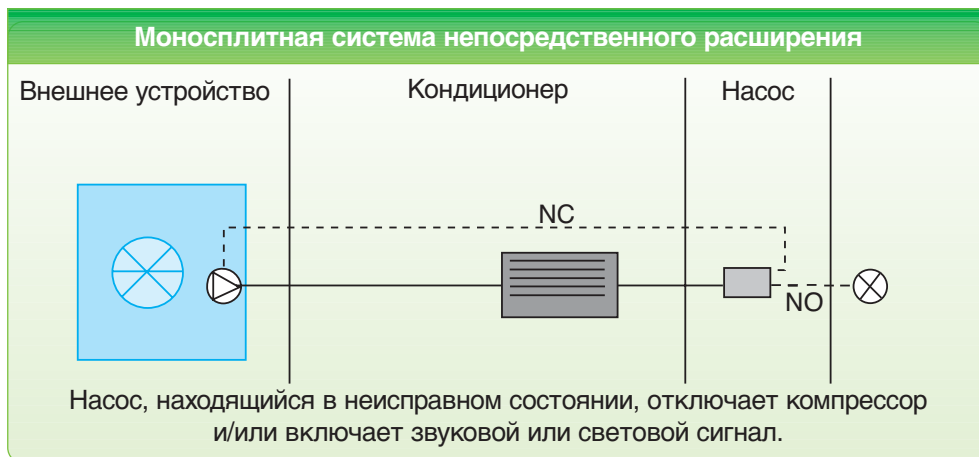 Моносплитная система непосредственного расширения
Внешнее устройство
Кондиционер
Насос
NC
NO
Насос, находящийся в неисправном состоянии, отключает компрессор
и/или включает звуковой или световой сигнал.